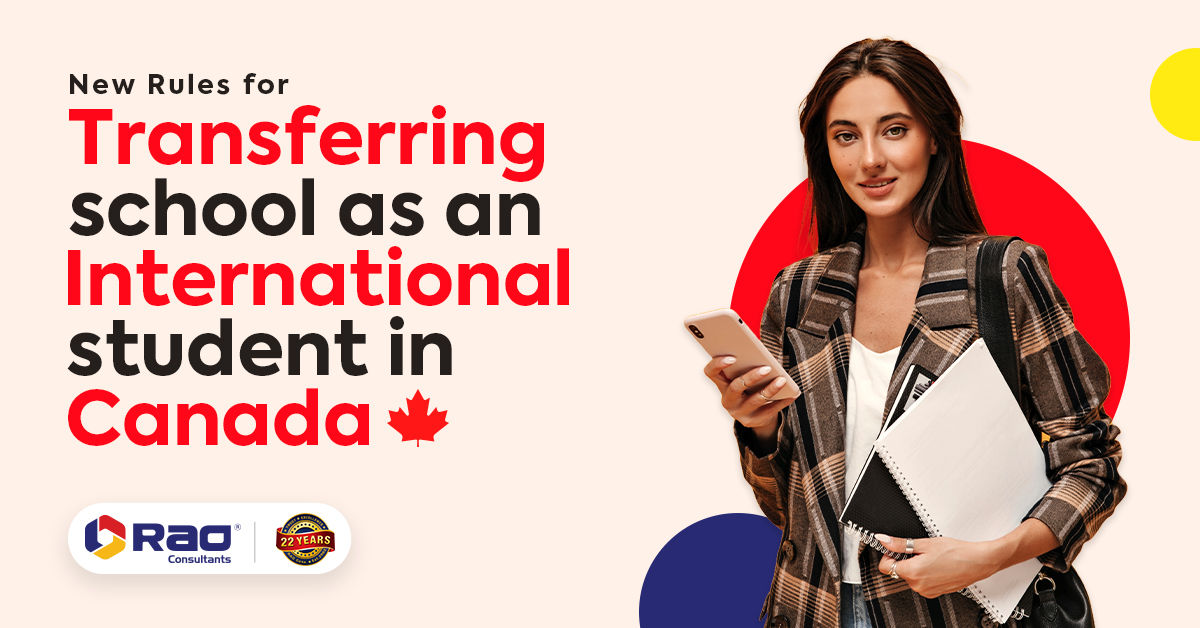 New Rules for
Transferring
school as an
International
student in
Canada
Rao®
Consultants
22 YEARS